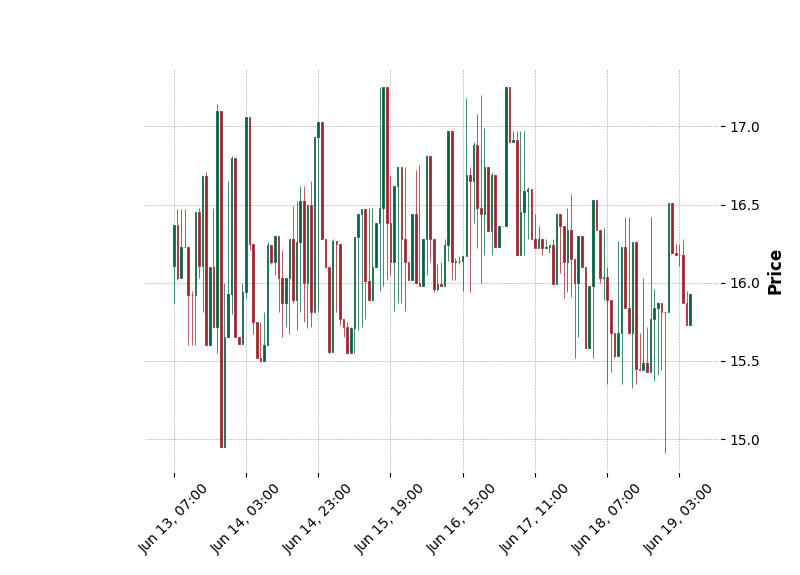 17.0
16.5
16.0
15.5
15.0
Price
Jun 13, 07:00
Jun 14, 03:00
Jun 14, 23:00
Jun 15, 19:00
Jun 16, 15:00
Jun 17, 11:00
Jun 18, 07:00
Jun 19, 03:00